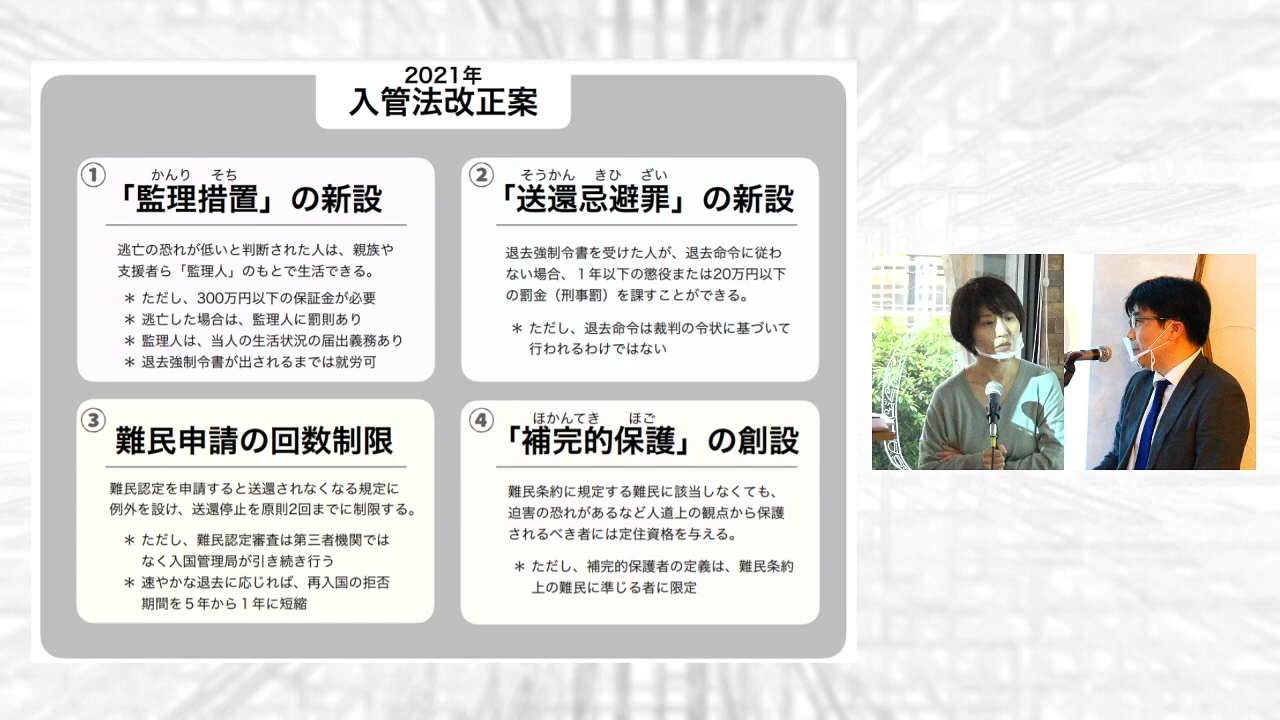 2021年
入管法改正案
①
かんり そち
「監理措置」の新設
逃亡の恐れが低いと判断された人は、親族や
支援者ら「監理人」のもとで生活できる。
＊ ただし、300万円以下の保証金が必要
＊ 逃亡した場合は、監理人に罰則あり
＊ 監理人は、当人の生活状況の届出義務あり
＊ 退去強制令書が出されるまでは就労可
②
そうかん きひ ざい
「送還忌避罪」の新設
退去強制令書を受けた人が、退去命令に従わ
ない場合、１年以下の懲役または20万円以下
の罰金（刑事罰）を課すことができる。
＊ ただし、退去命令は裁判の令状に基づいて
行われるわけではない
③
難民申請の回数制限
難民認定を申請すると送還されなくなる規定に
例外を設け、送還停止を原則2回までに制限する。
＊ ただし、難民認定審査は第三者機関では
なく入国管理局が引き続き行う
＊ 速やかな退去に応じれば、再入国の拒否
期間を５年から１年に短縮
④
ほかんてき ほご
「補完的保護」の創設
難民条約に規定する難民に該当しなくても、
迫害の恐れがあるなど人道上の観点から保護
されるべき者には定住資格を与える。
＊ ただし、補完的保護者の定義は、難民条約
上の難民に準じる者に限定